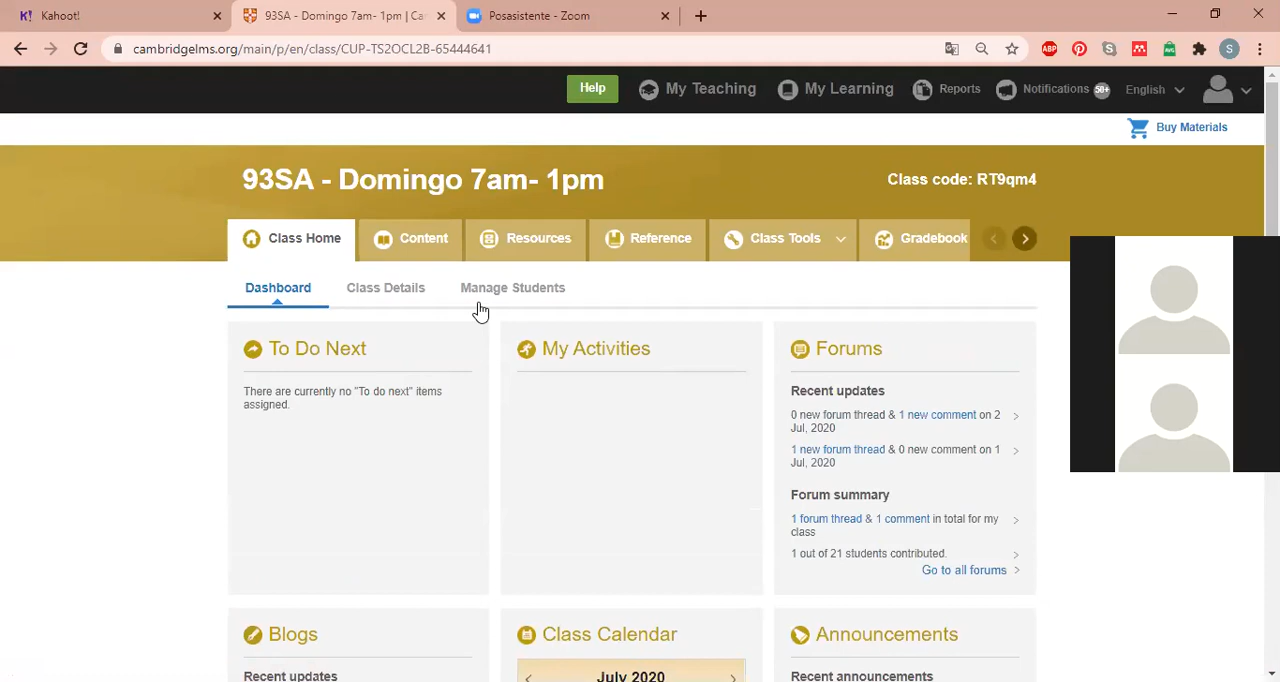 K! Kahoot!
93SA - Domingo 7am- 1pm | Ca
Posasistente - Zoom
cambridgelms.org/main/p/en/class/CUP-TS2OCL2B-65444641
ABP
AVG
S
Help
My Teaching
My Learning
Reports
Notifications 50+
English
Buy Materials
93SA - Domingo 7am- 1pm
Class code: RT9qm4
Class Home
Content
Resources
Reference
Class Tools
Gradebook
Dashboard
Class Details
Manage Students
To Do Next
There are currently no "To do next" items
assigned.
My Activities
Forums
Recent updates
0 new forum thread & 1 new comment on 2
Jul, 2020
1 new forum thread & 0 new comment on 1
Jul, 2020
Forum summary
1 forum thread & 1 comment in total for my
class
1 out of 21 students contributed.
Go to all forums
Blogs
Recent updates
Class Calendar
July 2020
Announcements
Recent announcements